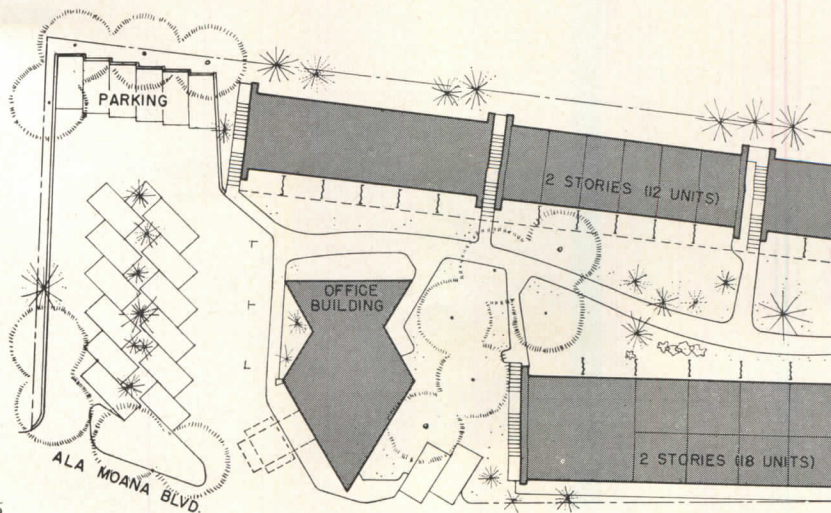 PARKING
2 STORIES (12 UNITS)
OFFICE
BUILDING
2 STORIES (18 UNITS)
ALA MOANA BLVD.